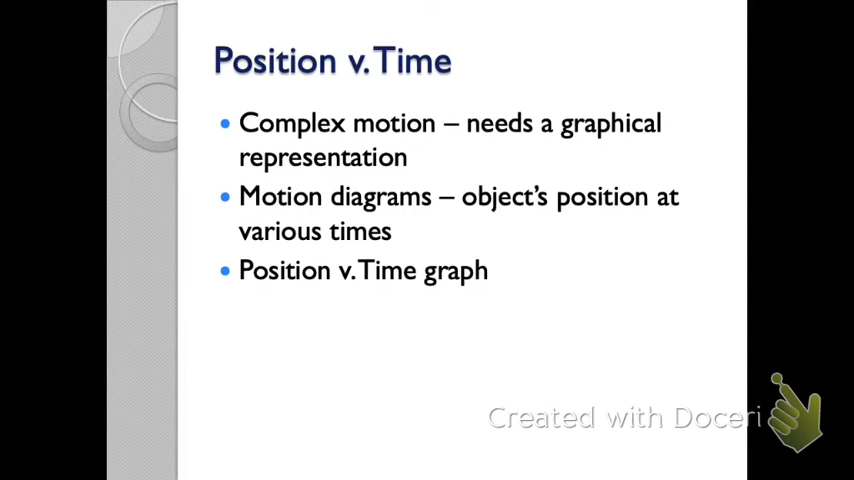 Position v. Time
• Complex motion – needs a graphical
representation
• Motion diagrams – object's position at
various times
• Position v. Time graph
Created with Doceri